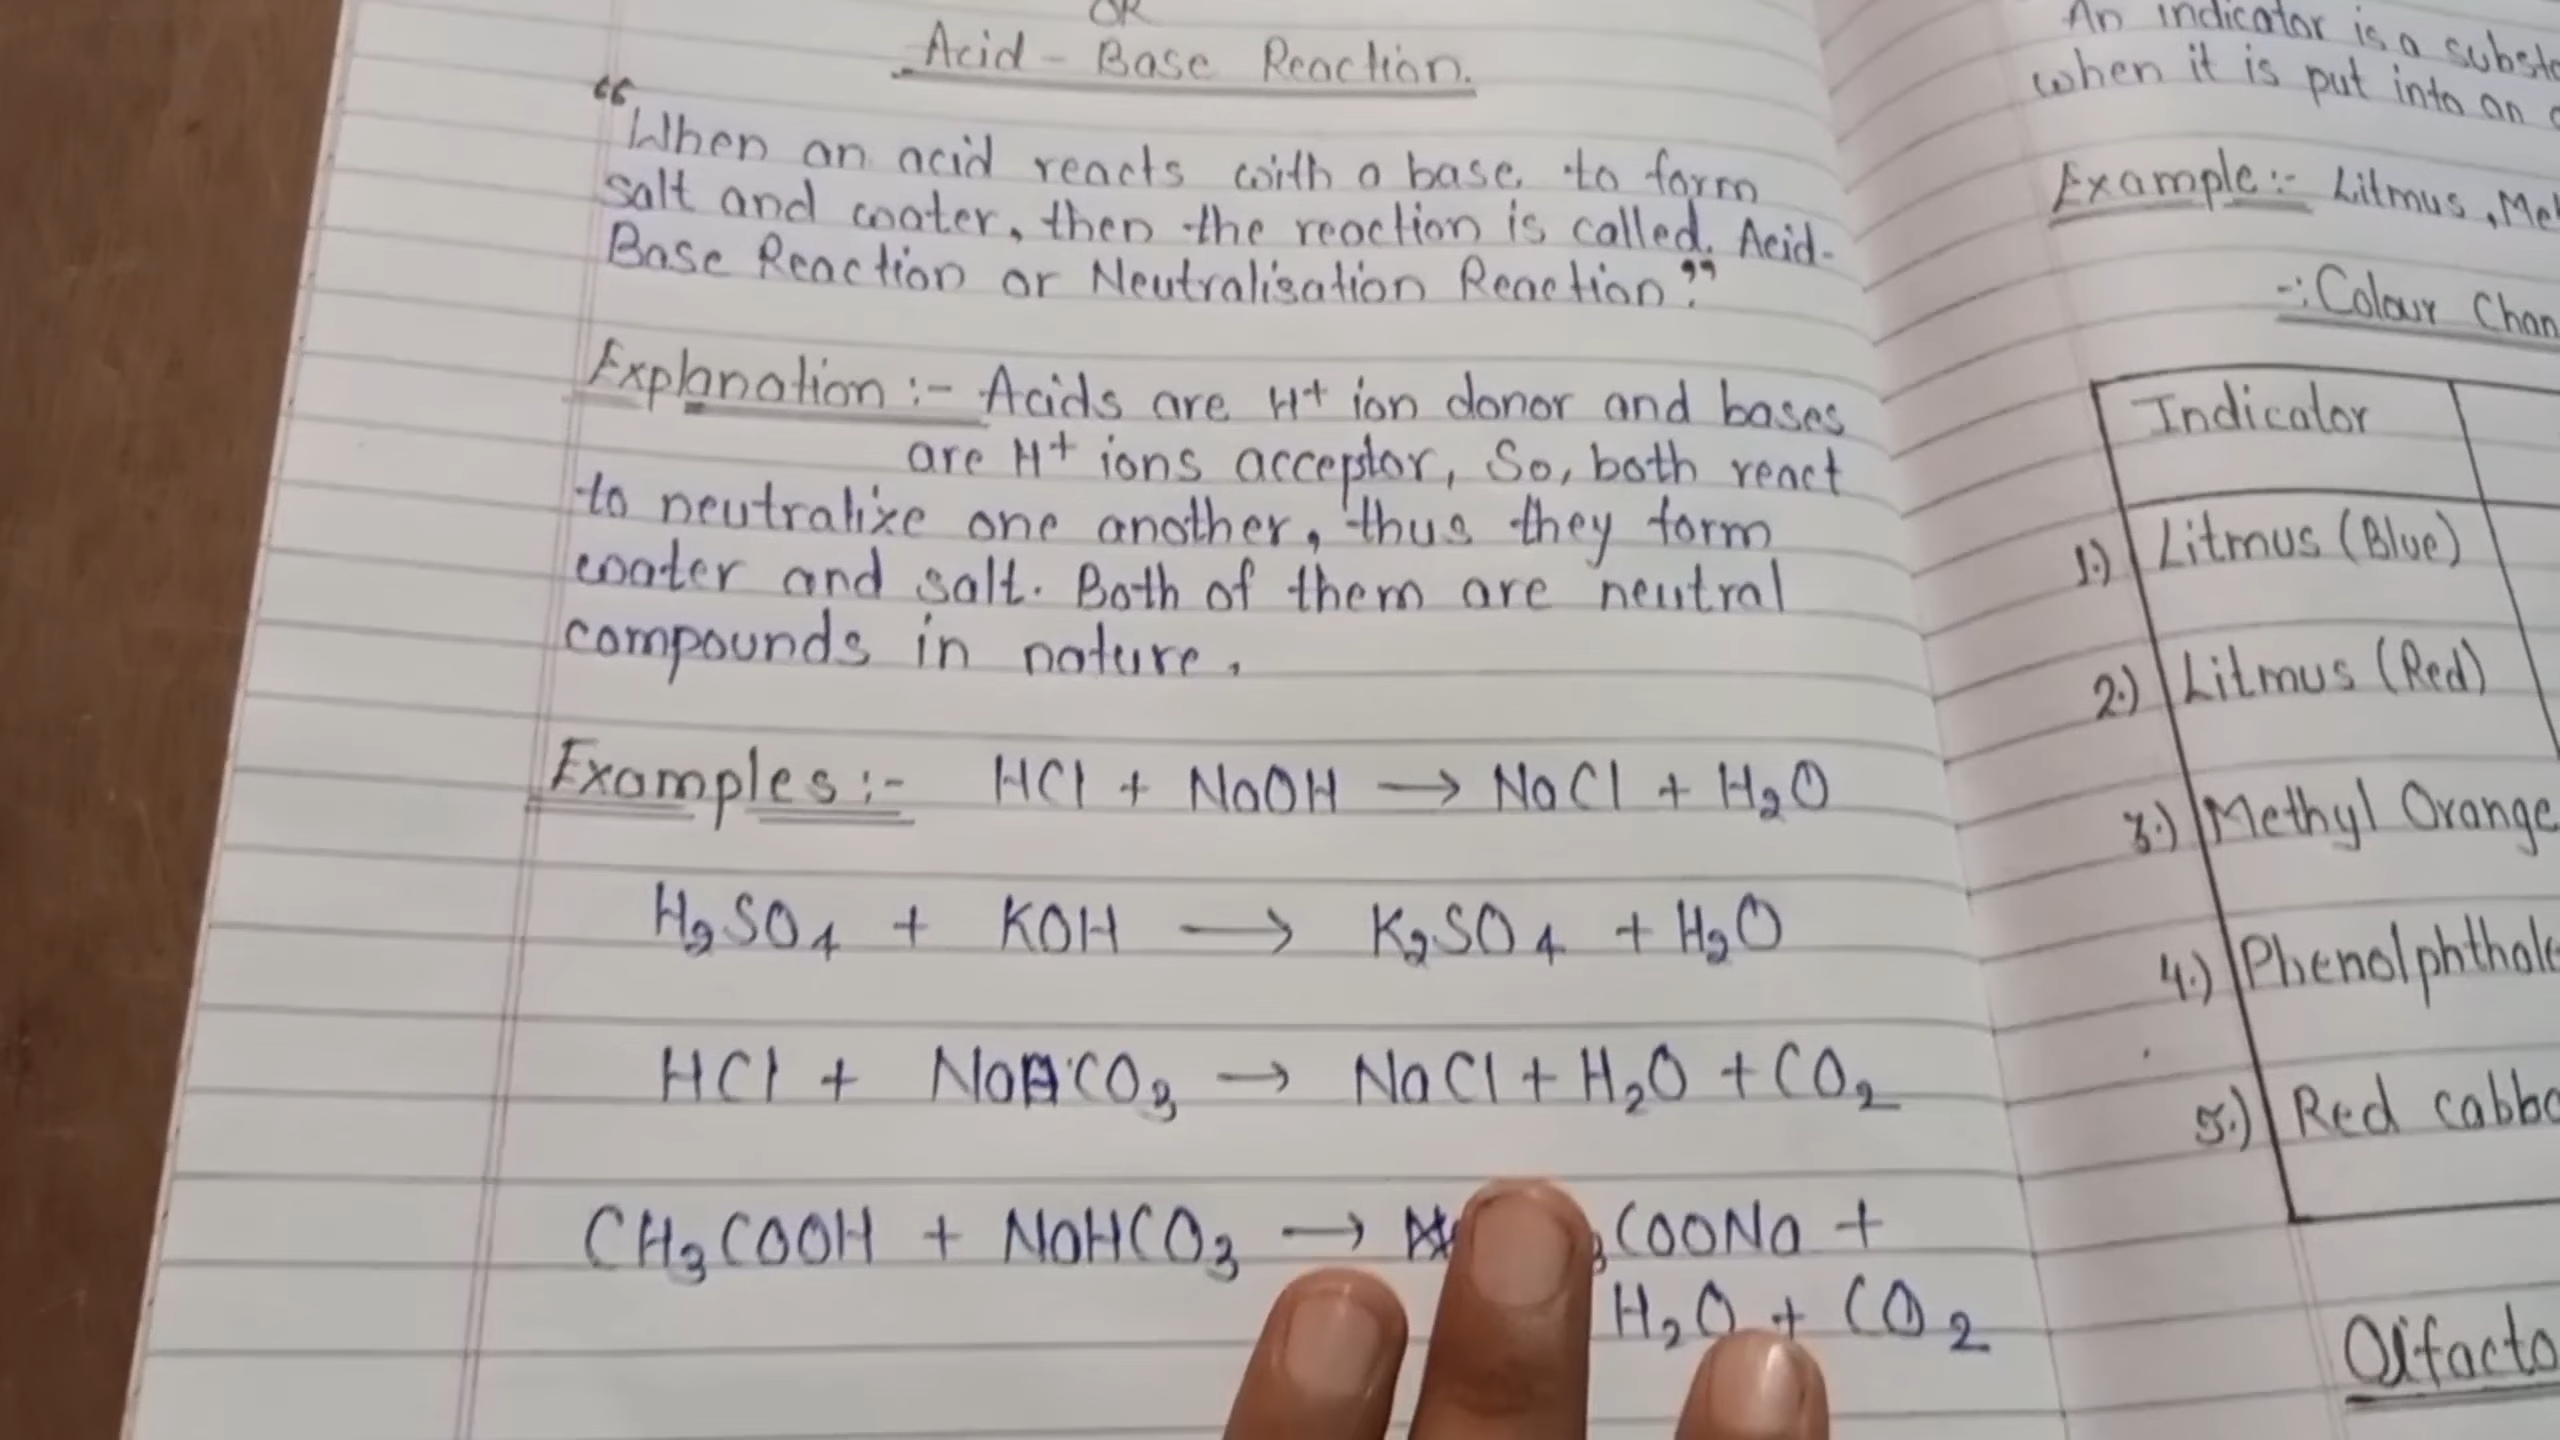 OR
Acid - Base Reaction.
“When an acid reacts with a base to form
salt and water, then the reaction is called Acid-
Base Reaction or Neutralisation Reaction.”
Explanation :- Acids are H+ ion donor and bases
are H+ ions acceptor, So, both react
to neutralize one another, thus they form
water and salt. Both of them are neutral
compounds in nature.
Examples :- HCl + NaOH → NaCl + H₂O
H₂SO₄ + KOH → K₂SO₄ + H₂O
HCl + NaHCO₃ → NaCl + H₂O + CO₂
CH₃COOH + NaHCO₃ → ₃COONa +
H₂O + CO₂
An indicator is a
when it is put into an
Example :- Litmus,
-: Colour
Indicator
1.) Litmus (Blue)
2.) Litmus (Red)
3.) Methyl Orange
4.)
5.) Red